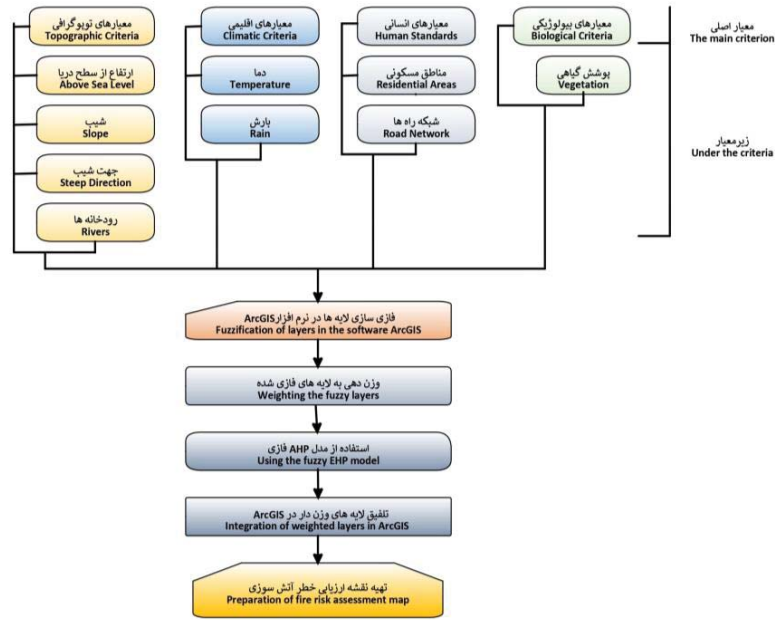 معیارهای توپوگرافی
Topographic Criteria
ارتفاع از سطح دریا
Above Sea Level
شیب
Slope
جهت شیب
Steep Direction
رودخانه ها
Rivers
معیارهای اقلیمی
Climatic Criteria
دما
Temperature
بارش
Rain
معیارهای انسانی
Human Standards
مناطق مسکونی
Residential Areas
شبکه راه ها
Road Network
معیارهای بیولوژیکی
Biological Criteria
پوشش گیاهی
Vegetation
معیار اصلی
The main criterion
زیرمعیار
Under the criteria
فازی سازی لایه ها در نرم افزارArcGIS
Fuzzification of layers in the software ArcGIS
وزن دهی به لایه های فازی شده
Weighting the fuzzy layers
استفاده از مدل AHP فازی
Using the fuzzy EHP model
تلفیق لایه های وزن دار در ArcGIS
Integration of weighted layers in ArcGIS
تهیه نقشه ارزیابی خطر آتش سوزی
Preparation of fire risk assessment map